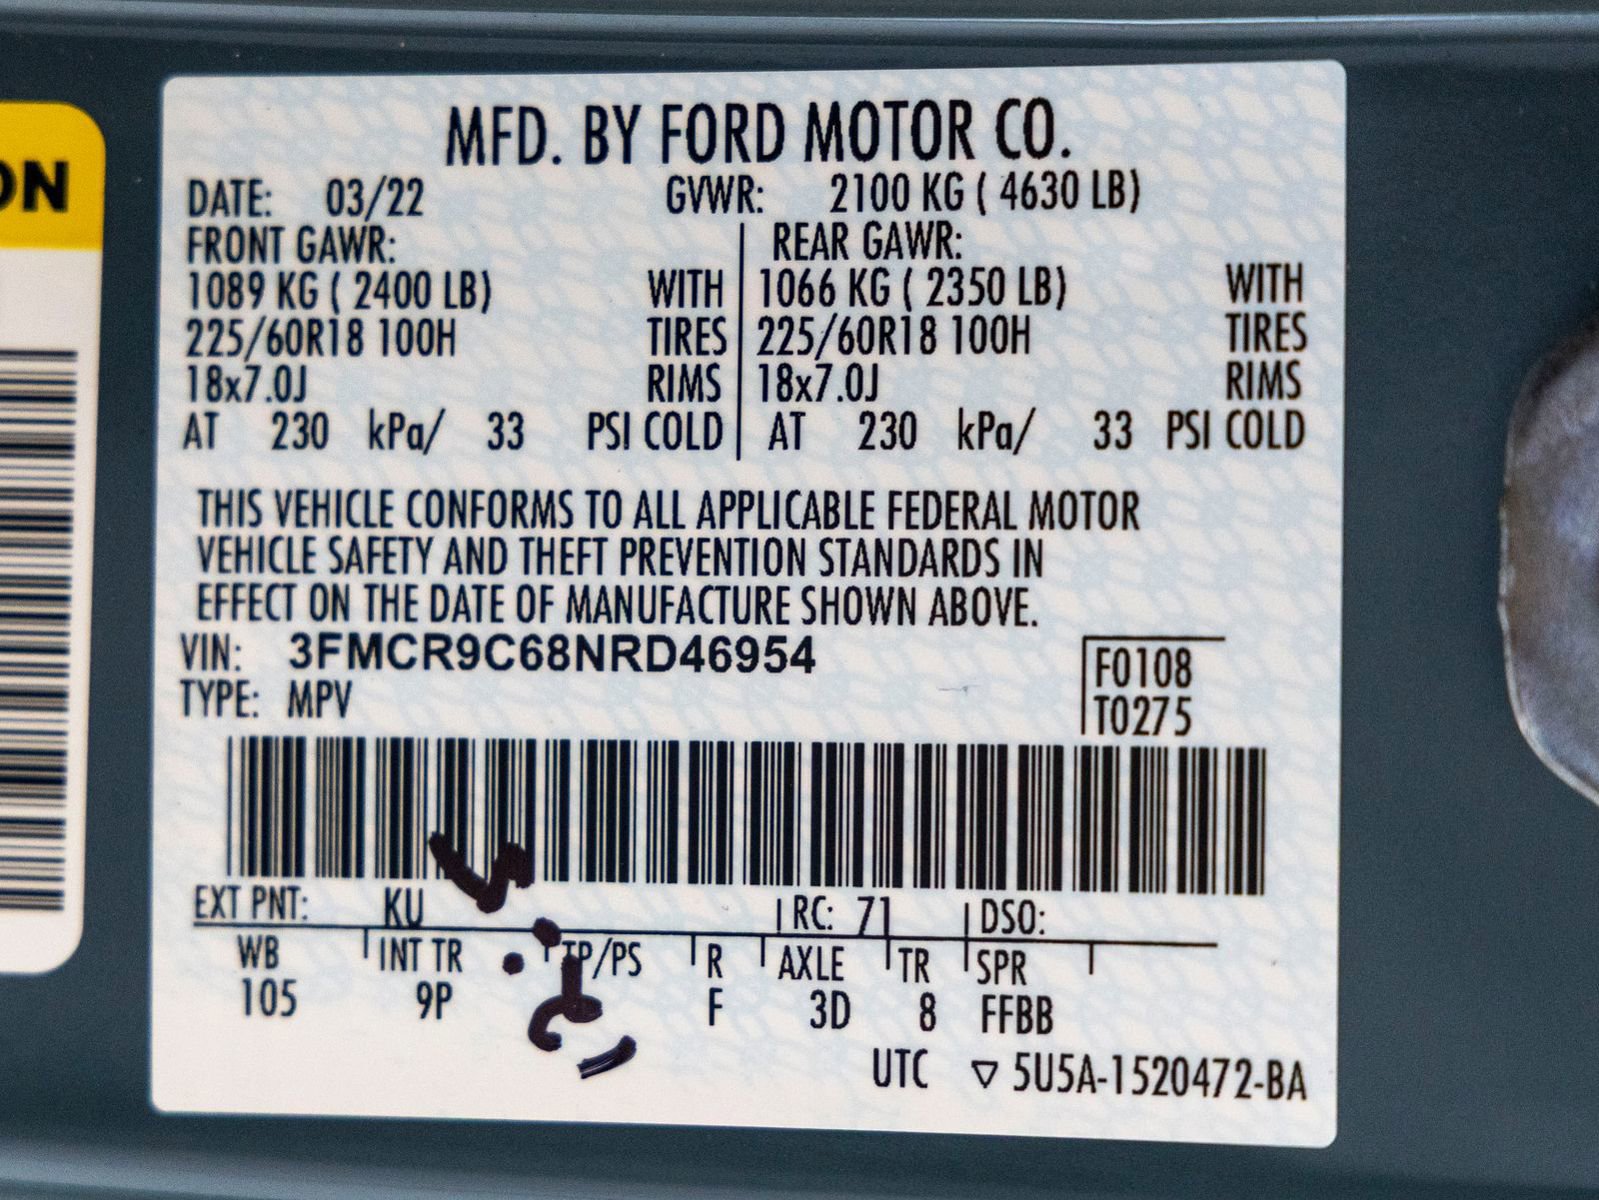 ON
MFD. BY FORD MOTOR CO.
DATE: 03/22 GVWR: 2100 KG ( 4630 LB)
FRONT GAWR: REAR GAWR:
1089 KG ( 2400 LB) WITH 1066 KG ( 2350 LB) WITH
225/60R18 100H TIRES 225/60R18 100H TIRES
18x7.0J RIMS 18x7.0J RIMS
AT 230 kPa/ 33 PSI COLD AT 230 kPa/ 33 PSI COLD
THIS VEHICLE CONFORMS TO ALL APPLICABLE FEDERAL MOTOR
VEHICLE SAFETY AND THEFT PREVENTION STANDARDS IN
EFFECT ON THE DATE OF MANUFACTURE SHOWN ABOVE.
VIN: 3FMCR9C68NRD46954
F0108
TYPE: MPV
T0275
EXT PNT: KU RC: 71 DSO:
WB INT TR TP/PS R AXLE TR SPR
105 9P F 3D 8 FFBB
UTC ▽ 5U5A-1520472-BA